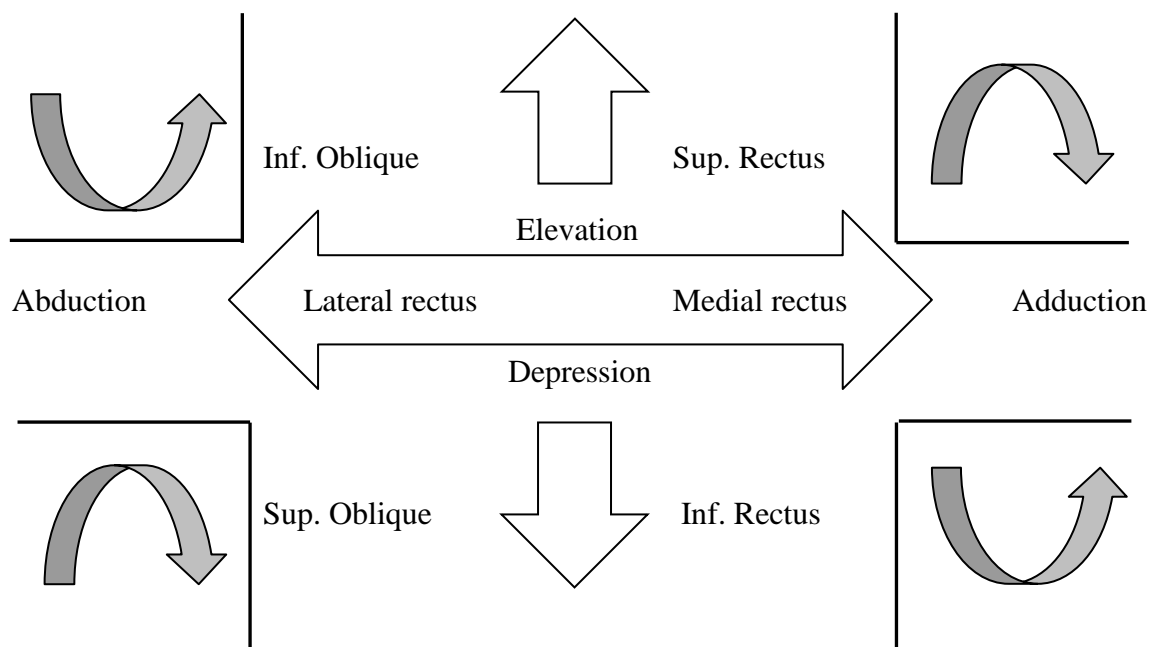 Inf. Oblique Sup. Rectus
Elevation
Abduction Lateral rectus Medial rectus Adduction
Depression
Sup. Oblique Inf. Rectus